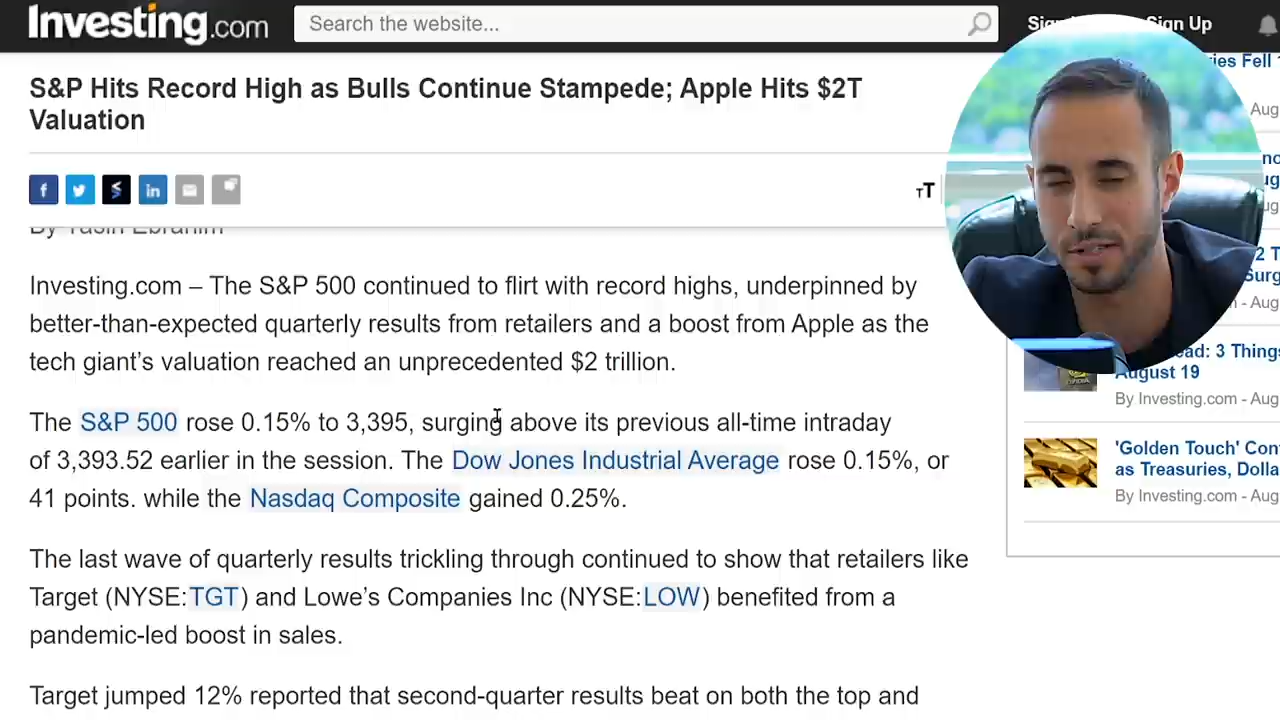 Investing.com
Search the website...
Sign Up
S&P Hits Record High as Bulls Continue Stampede; Apple Hits $2T
Valuation
By Yasin Ebrahim
Investing.com – The S&P 500 continued to flirt with record highs, underpinned by
better-than-expected quarterly results from retailers and a boost from Apple as the
tech giant’s valuation reached an unprecedented $2 trillion.
The S&P 500 rose 0.15% to 3,395, surging above its previous all-time intraday
of 3,393.52 earlier in the session. The Dow Jones Industrial Average rose 0.15%, or
41 points. while the Nasdaq Composite gained 0.25%.
The last wave of quarterly results trickling through continued to show that retailers like
Target (NYSE:TGT) and Lowe’s Companies Inc (NYSE:LOW) benefited from a
pandemic-led boost in sales.
Target jumped 12% reported that second-quarter results beat on both the top and
Fell
3 Things
August 19
By Investing.com - Aug
'Golden Touch'
as Treasuries,
By Investing.com - Aug